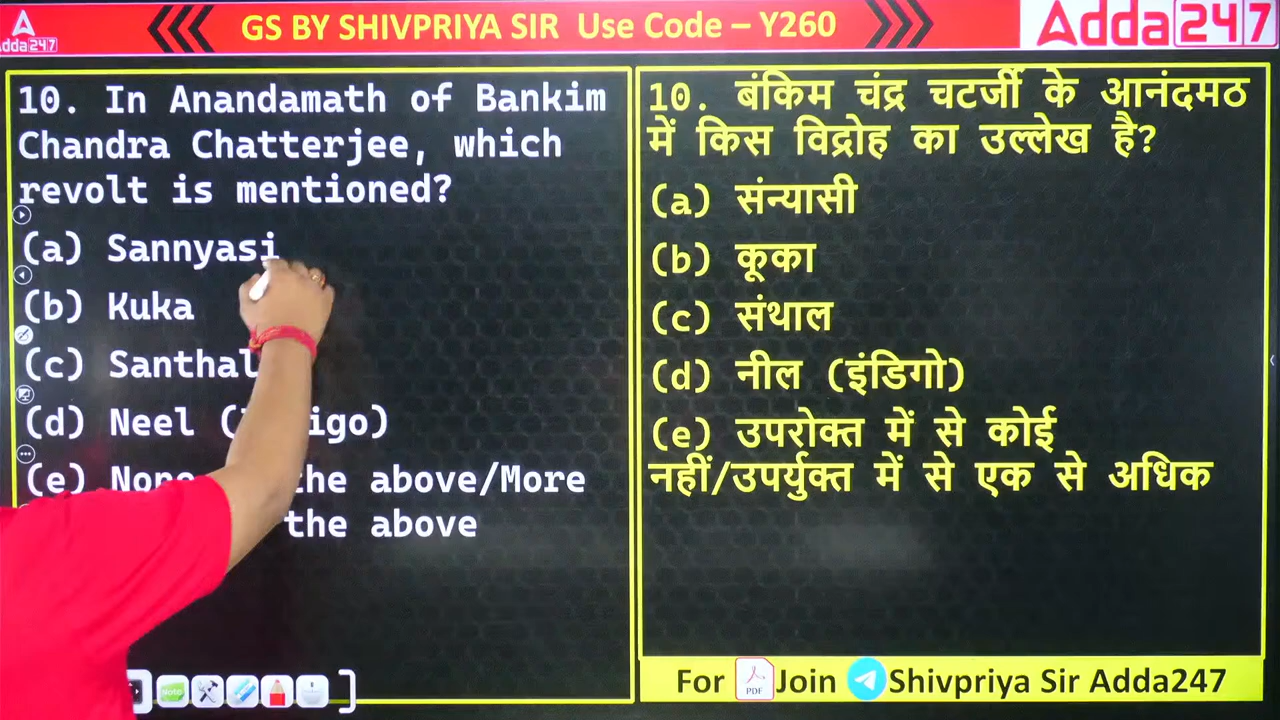 GS BY SHIVPRIYA SIR Use Code – Y260
Adda247
Adda247
10. In Anandamath of Bankim
Chandra Chatterjee, which
revolt is mentioned?
(a) Sannyasi
(b) Kuka
(c) Santhal
(d) Neel (igo)
(e) None the above/More
the above
10. बंकिम चंद्र चटर्जी के आनंदमठ
में किस विद्रोह का उल्लेख है?
(a) संन्यासी
(b) कूका
(c) संथाल
(d) नील (इंडिगो)
(e) उपरोक्त में से कोई
नहीं/उपर्युक्त में से एक से अधिक
For PDF Join Shivpriya Sir Adda247